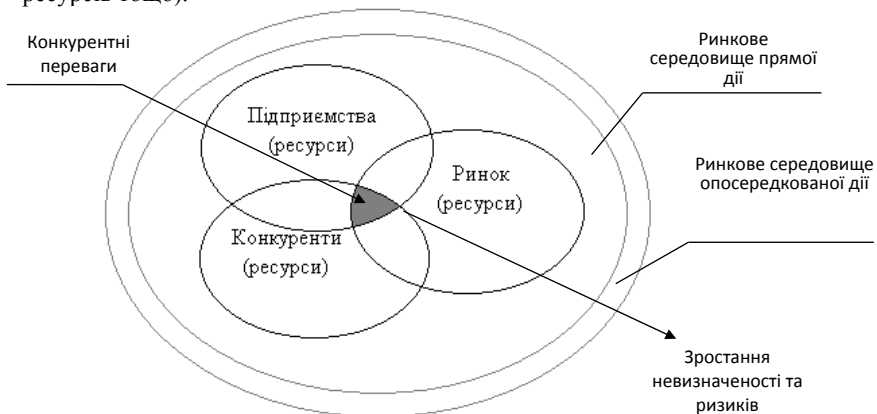 ресурсів тощо).
Конкурентні
переваги
Ринкове
середовище прямої
дії
Підприємства
(ресурси)
Ринок
(ресурси)
Ринкове середовище
опосередкованої дії
Конкуренти
(ресурси)
Зростання
невизначеності та
ризиків